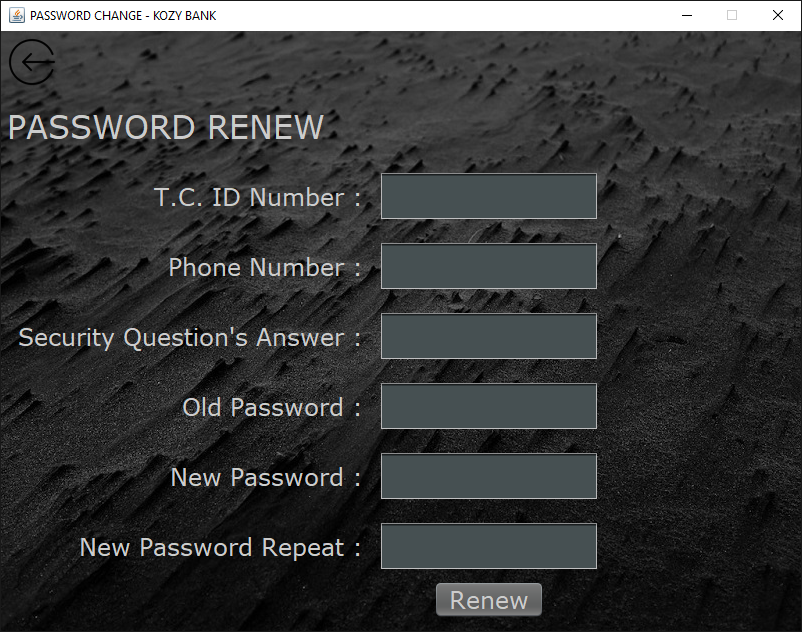 PASSWORD CHANGE - KOZY BANK
PASSWORD RENEW
T.C. ID Number :
Phone Number :
Security Question's Answer :
Old Password :
New Password :
New Password Repeat :
Renew